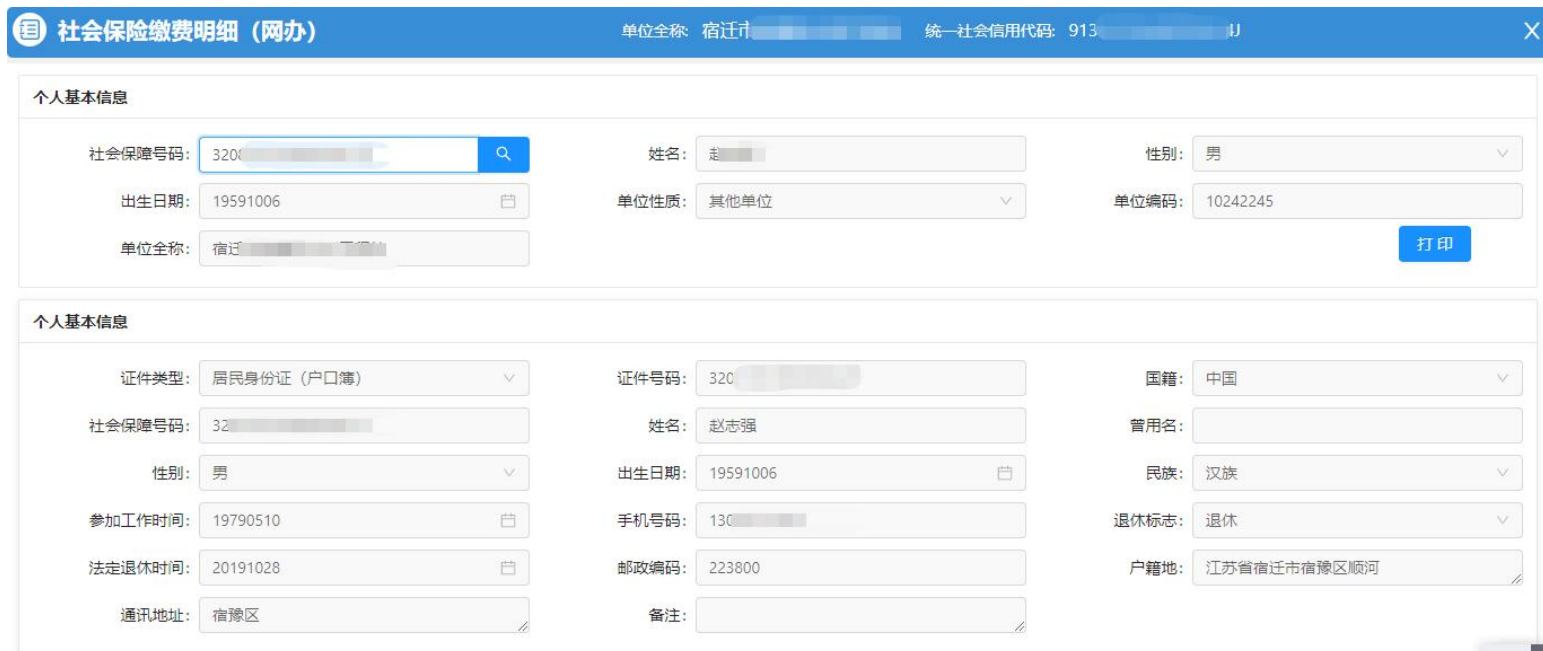 社会保险缴费明细（网办） 单位全称: 宿迁市 统一社会信用代码: 913 U X
个人基本信息
社会保障号码: 320 姓名: 赵 性别: 男
出生日期: 19591006 单位性质: 其他单位 单位编码: 10242245
单位全称: 宿迁
打印
个人基本信息
证件类型: 居民身份证（户口簿） 证件号码: 320 国籍: 中国
社会保障号码: 32 姓名: 赵志强 曾用名:
性别: 男 出生日期: 19591006 民族: 汉族
参加工作时间: 19790510 手机号码: 130 退休标志: 退休
法定退休时间: 20191028 邮政编码: 223800 户籍地: 江苏省宿迁市宿豫区顺河
通讯地址: 宿豫区 备注: